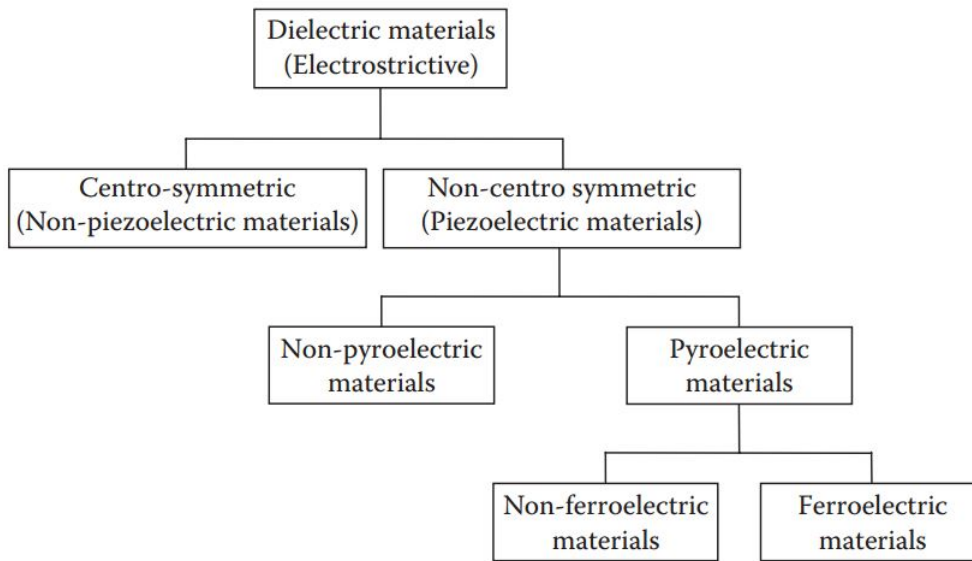 Dielectric materials
(Electrostrictive)
Centro-symmetric
(Non-piezoelectric materials)
Non-centro symmetric
(Piezoelectric materials)
Non-pyroelectric
materials
Pyroelectric
materials
Non-ferroelectric
materials
Ferroelectric
materials